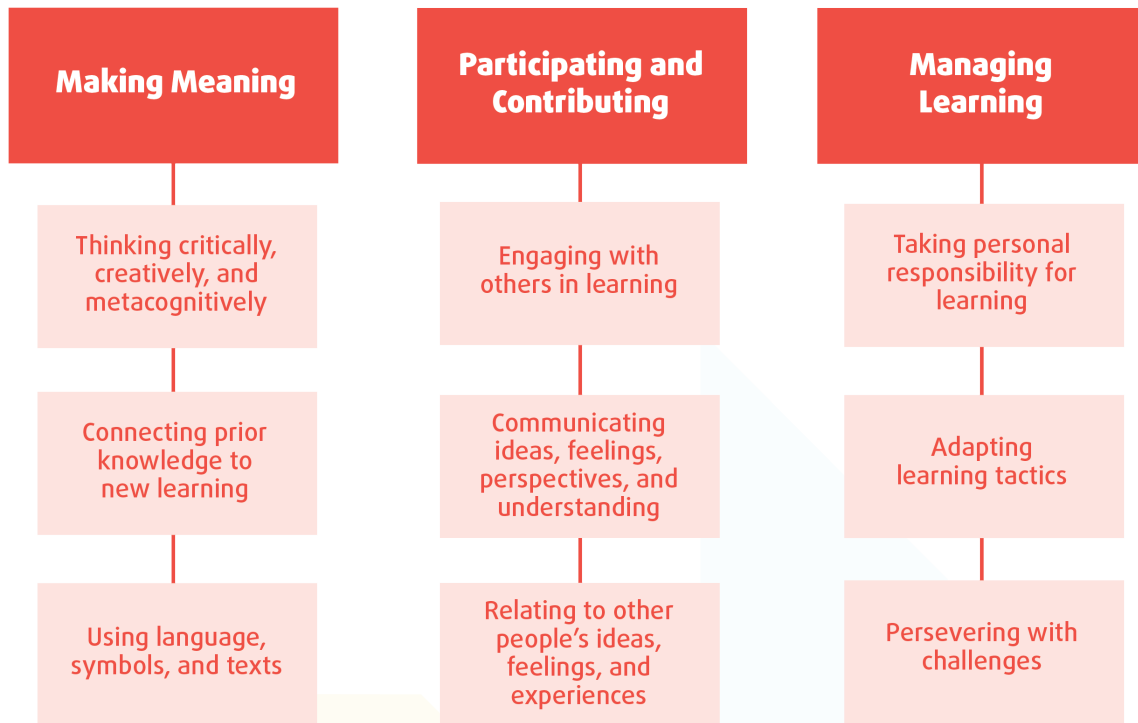 Making Meaning
Thinking critically,
creatively, and
metacognitively
Connecting prior
knowledge to
new learning
Using language,
symbols, and texts
Participating and
Contributing
Engaging with
others in learning
Communicating
ideas, feelings,
perspectives, and
understanding
Relating to other
people’s ideas,
feelings, and
experiences
Managing
Learning
Taking personal
responsibility for
learning
Adapting
learning tactics
Persevering with
challenges